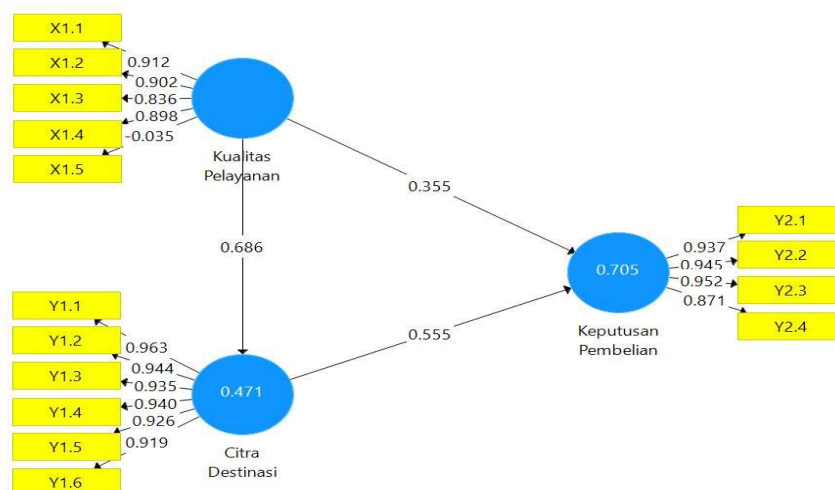 X1.1
X1.2
X1.3
X1.4
X1.5
0.912
0.902
0.836
0.898
-0.035
Kualitas
Pelayanan
0.355
0.686
0.555
Y1.1
Y1.2
Y1.3
Y1.4
Y1.5
Y1.6
0.963
0.944
0.935
0.940
0.926
0.919
0.471
Citra
Destinasi
0.705
Keputusan
Pembelian
0.937
0.945
0.952
0.871
Y2.1
Y2.2
Y2.3
Y2.4